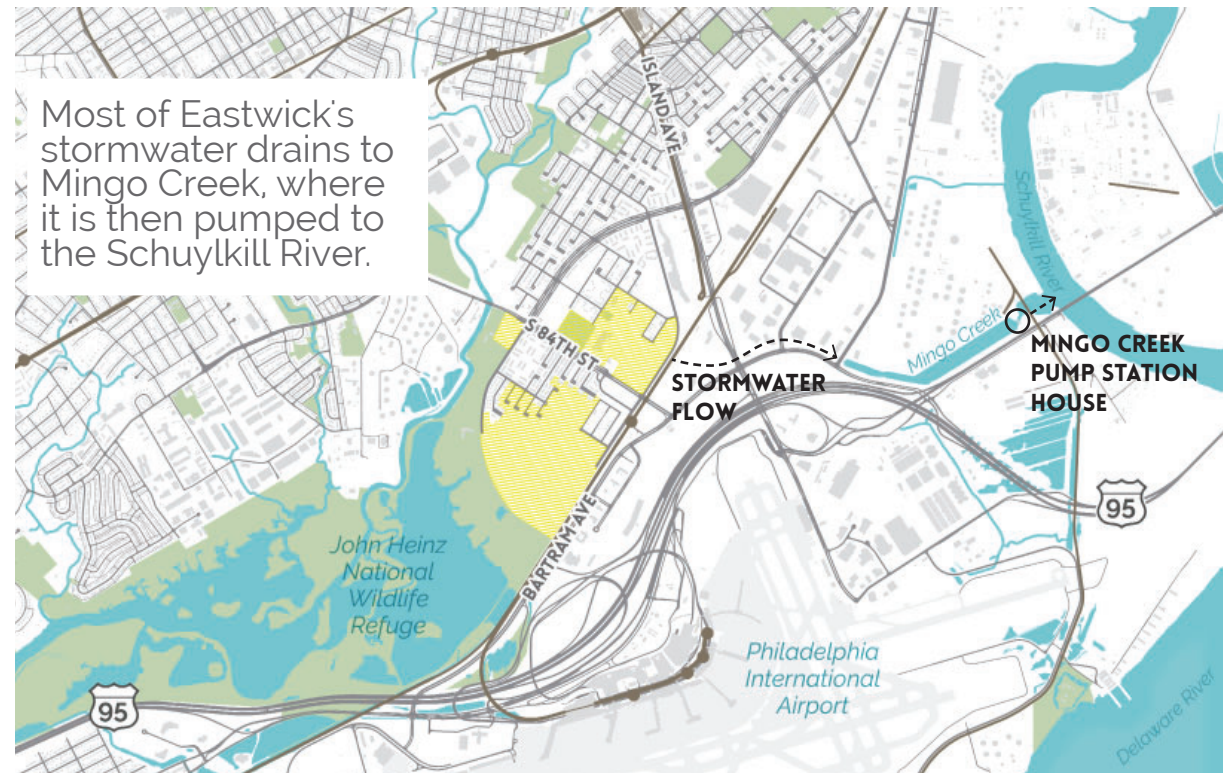 Most of Eastwick's
stormwater drains to
Mingo Creek, where
it is then pumped to
the Schuylkill River.
ISLAND AVE
Schuylkill River
S 84TH ST
Mingo Creek
STORMWATER
FLOW
MINGO CREEK
PUMP STATION
HOUSE
95
BARTRAM AVE
John Heinz
National
Wildlife
Refuge
Philadelphia
International
Airport
95
Delaware River